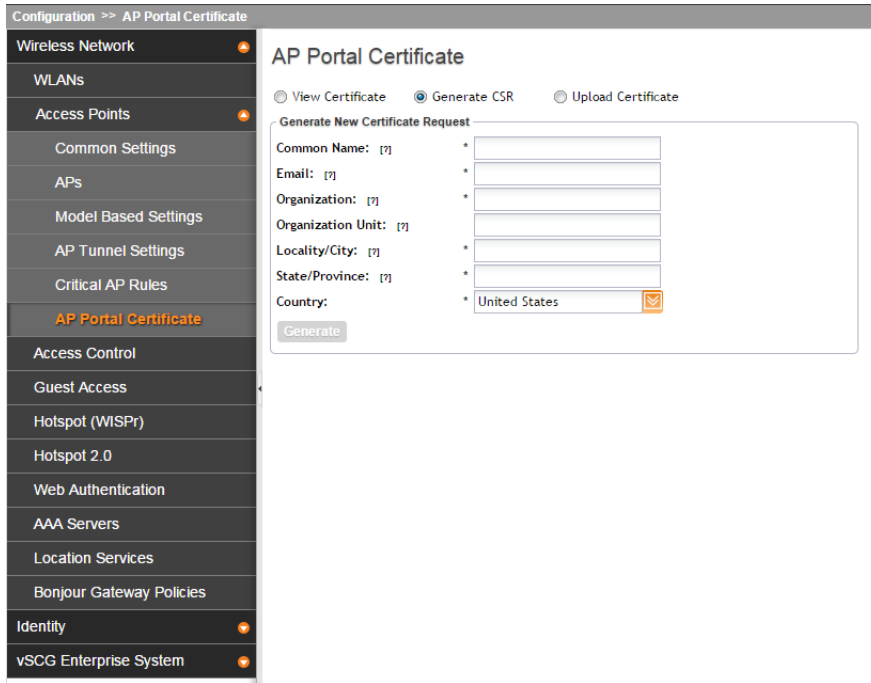 Configuration >> AP Portal Certificate
Wireless Network
WLANs
Access Points
Common Settings
APs
Model Based Settings
AP Tunnel Settings
Critical AP Rules
AP Portal Certificate
Access Control
Guest Access
Hotspot (WISPr)
Hotspot 2.0
Web Authentication
AAA Servers
Location Services
Bonjour Gateway Policies
Identity
vSCG Enterprise System
AP Portal Certificate
View Certificate Generate CSR Upload Certificate
Generate New Certificate Request
Common Name: [?] *
Email: [?] *
Organization: [?] *
Organization Unit: [?]
Locality/City: [?] *
State/Province: [?] *
Country: * United States
Generate